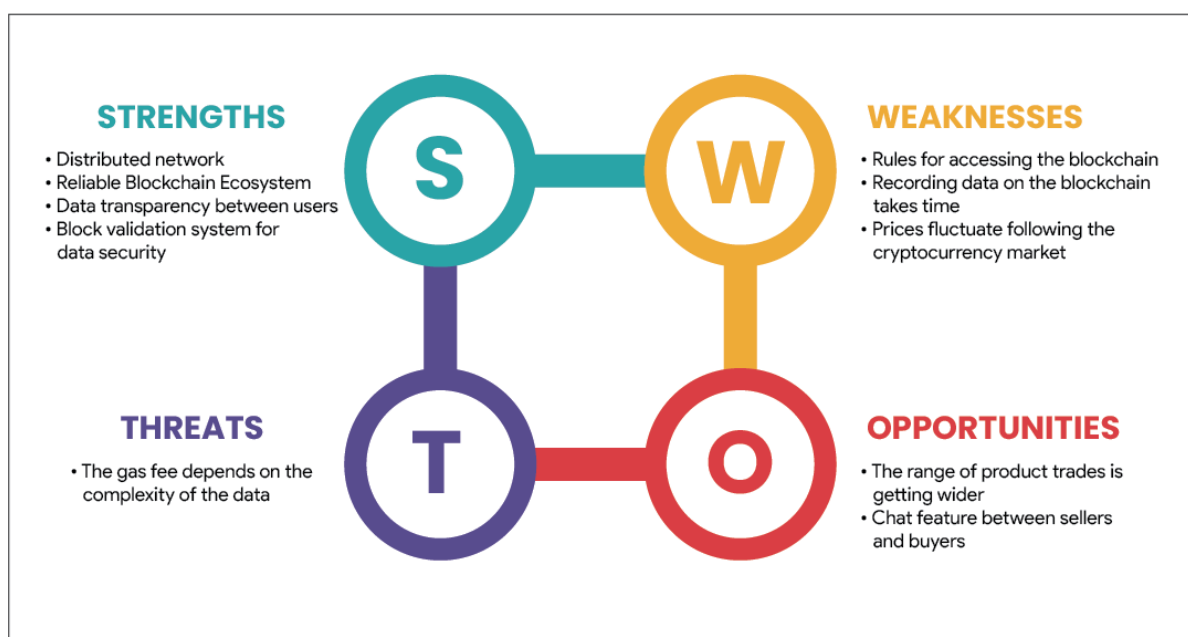 STRENGTHS
• Distributed network
• Reliable Blockchain Ecosystem
• Data transparency between users
• Block validation system for
data security
S
W
WEAKNESSES
• Rules for accessing the blockchain
• Recording data on the blockchain
takes time
• Prices fluctuate following the
cryptocurrency market
THREATS
• The gas fee depends on the
complexity of the data
T
O
OPPORTUNITIES
• The range of product trades is
getting wider
• Chat feature between sellers
and buyers